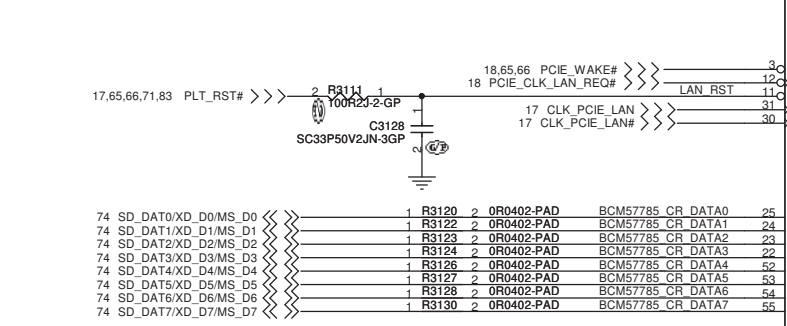 18,65,66 PCIE_WAKE# 3
18 PCIE_CLK_LAN_REQ# 12
17,65,66,71,83 PLT_RST# 2 R3111 1 LAN_RST 11
100R2J-2-GP
17 CLK_PCIE_LAN 31
17 CLK_PCIE_LAN# 30
1
C3128
SC33P50V2JN-3GP
2
74 SD_DAT0/XD_D0/MS_D0 1 R3120 2 0R0402-PAD BCM57785_CR_DATA0 25
74 SD_DAT1/XD_D1/MS_D1 1 R3122 2 0R0402-PAD BCM57785_CR_DATA1 24
74 SD_DAT2/XD_D2/MS_D2 1 R3123 2 0R0402-PAD BCM57785_CR_DATA2 23
74 SD_DAT3/XD_D3/MS_D3 1 R3124 2 0R0402-PAD BCM57785_CR_DATA3 22
74 SD_DAT4/XD_D4/MS_D4 1 R3126 2 0R0402-PAD BCM57785_CR_DATA4 52
74 SD_DAT5/XD_D5/MS_D5 1 R3127 2 0R0402-PAD BCM57785_CR_DATA5 53
74 SD_DAT6/XD_D6/MS_D6 1 R3128 2 0R0402-PAD BCM57785_CR_DATA6 54
74 SD_DAT7/XD_D7/MS_D7 1 R3130 2 0R0402-PAD BCM57785_CR_DATA7 55